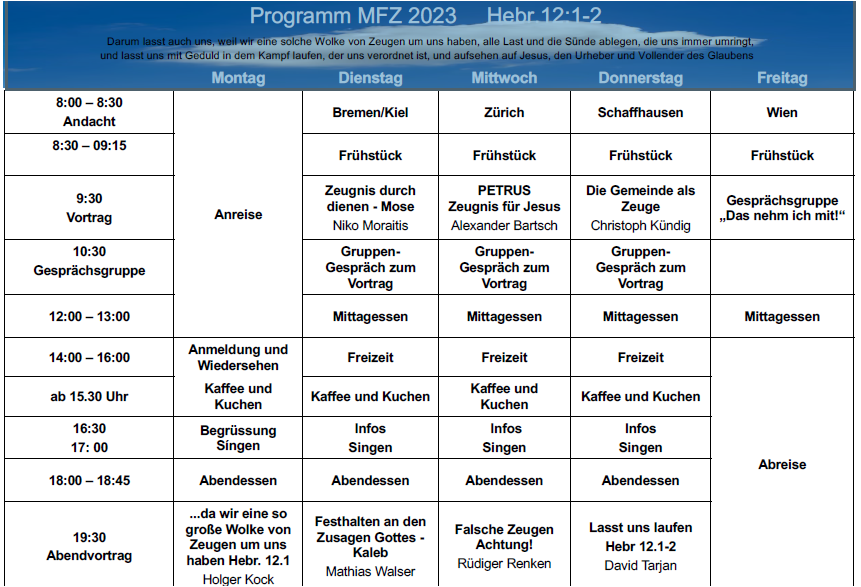 Programm MFZ 2023 Hebr 12:1-2
Darum lasst auch uns, weil wir eine solche Wolke von Zeugen um uns haben, alle Last und die Sünde ablegen, die uns immer umringt,
und lasst uns mit Geduld in dem Kampf laufen, der uns verordnet ist, und aufsehen auf Jesus, den Urheber und Vollender des Glaubens
Montag Dienstag Mittwoch Donnerstag Freitag
8:00 – 8:30
Andacht
Anreise
Bremen/Kiel
Zürich
Schaffhausen
Wien
8:30 – 09:15
Frühstück
Frühstück
Frühstück
Frühstück
9:30
Vortrag
Zeugnis durch
dienen - Mose
Niko Moraitis
PETRUS
Zeugnis für Jesus
Alexander Bartsch
Die Gemeinde als
Zeuge
Christoph Kündig
Gesprächsgruppe
„Das nehm ich mit!“
10:30
Gesprächsgruppe
Gruppen-
Gespräch zum
Vortrag
Gruppen-
Gespräch zum
Vortrag
Gruppen-
Gespräch zum
Vortrag
12:00 – 13:00
Mittagessen
Mittagessen
Mittagessen
Mittagessen
14:00 – 16:00
Anmeldung und
Wiedersehen
Freizeit
Freizeit
Freizeit
Abreise
ab 15.30 Uhr
Kaffee und
Kuchen
Kaffee und Kuchen
Kaffee und
Kuchen
Kaffee und Kuchen
16:30
17: 00
Begrüssung
Singen
Infos
Singen
Infos
Singen
Infos
Singen
18:00 – 18:45
Abendessen
Abendessen
Abendessen
Abendessen
19:30
Abendvortrag
...da wir eine so
große Wolke von
Zeugen um uns
haben Hebr. 12.1
Holger Kock
Festhalten an den
Zusagen Gottes -
Kaleb
Mathias Walser
Falsche Zeugen
Achtung!
Rüdiger Renken
Lasst uns laufen
Hebr 12.1-2
David Tarjan